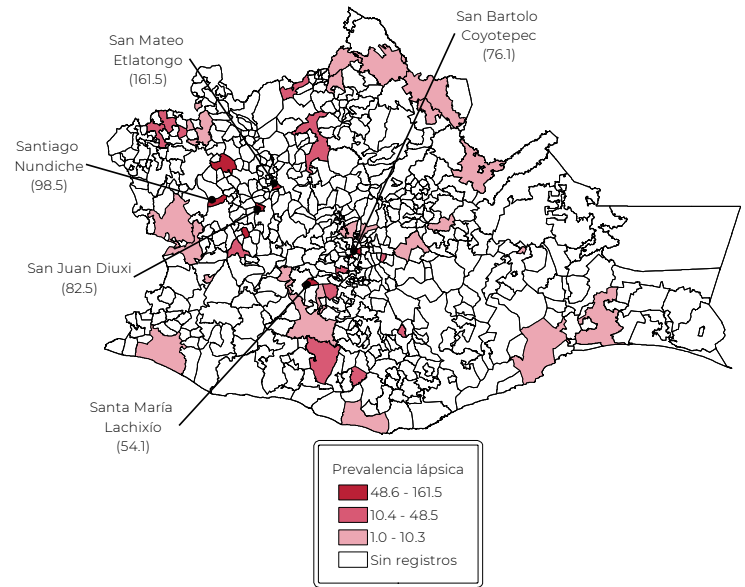 San Mateo
Etlatongo
(161.5)
San Bartolo
Coyotepec
(76.1)
Santiago
Nundiche
(98.5)
San Juan Diuxi
(82.5)
Santa María
Lachixío
(54.1)
Prevalencia lápsica
48.6 - 161.5
10.4 - 48.5
1.0 - 10.3
Sin registros